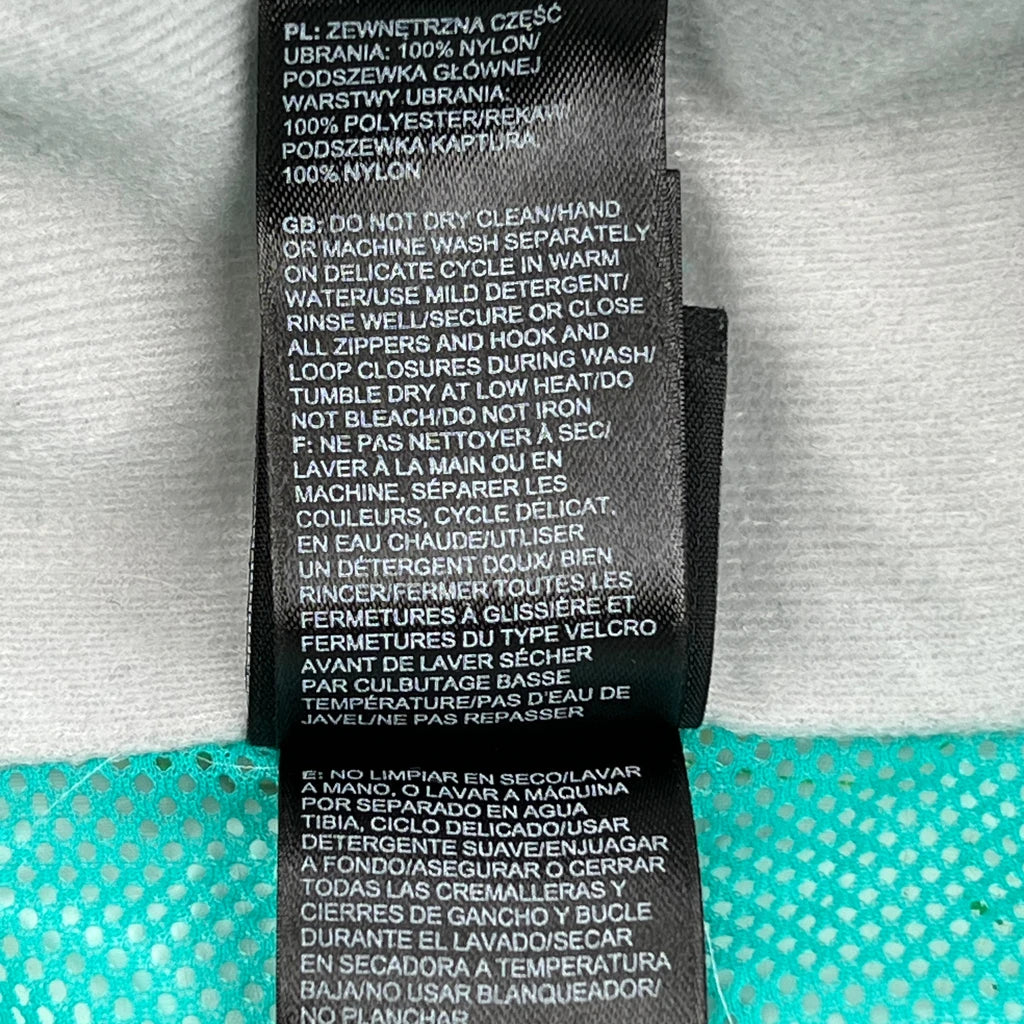 PL: ZEWNĘTRZNA CZĘŚĆ
UBRANIA: 100% NYLON/
PODSZEWKA GŁÓWNEJ
WARSTWY UBRANIA:
100% POLYESTER/RĘKAW/
PODSZEWKA KAPTURA:
100% NYLON
GB: DO NOT DRY CLEAN/HAND
OR MACHINE WASH SEPARATELY
ON DELICATE CYCLE IN WARM
WATER/USE MILD DETERGENT/
RINSE WELL/SECURE OR CLOSE
ALL ZIPPERS AND HOOK AND
LOOP CLOSURES DURING WASH/
TUMBLE DRY AT LOW HEAT/DO
NOT BLEACH/DO NOT IRON
F: NE PAS NETTOYER À SEC/
LAVER À LA MAIN OU EN
MACHINE, SÉPARER LES
COULEURS, CYCLE DÉLICAT,
EN EAU CHAUDE/UTLISER
UN DÉTERGENT DOUX/ BIEN
RINCER/FERMER TOUTES LES
FERMETURES À GLISSIÉRE ET
FERMETURES DU TYPE VELCRO
AVANT DE LAVER SÉCHER
PAR CULBUTAGE BASSE
TEMPÉRATURE/PAS D'EAU DE
JAVEL/NE PAS REPASSER
E: NO LIMPIAR EN SECO/LAVAR
A MANO, O LAVAR A MÁQUINA
POR SEPARADO EN AGUA
TIBIA, CICLO DELICADO/USAR
DETERGENTE SUAVE/ENJUAGAR
A FONDO/ASEGURAR O CERRAR
TODAS LAS CREMALLERAS Y
CIERRES DE GANCHO Y BUCLE
DURANTE EL LAVADO/SECAR
EN SECADORA A TEMPERATURA
BAJA/NO USAR BLANQUEADOR/
NO PLANCHAR